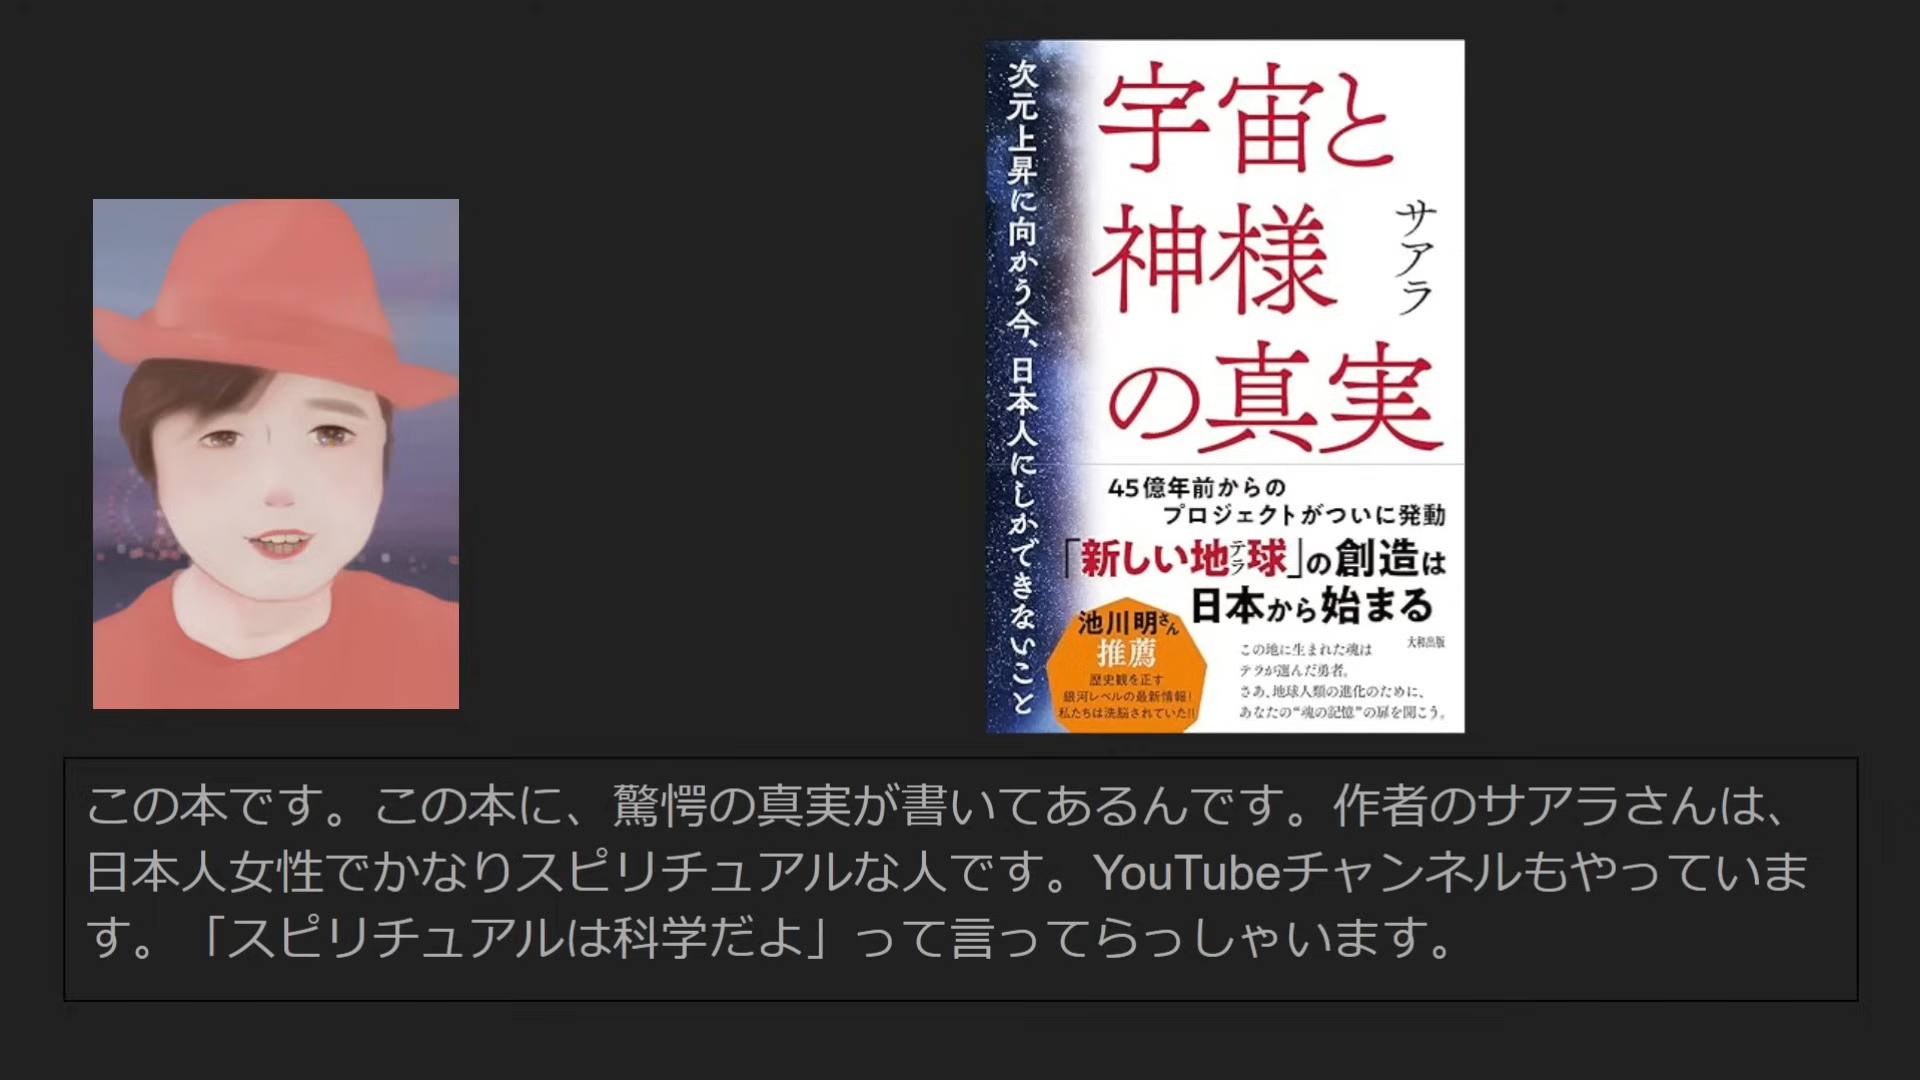 次元上昇に向かう今、日本人にしかできないこと
宇宙と
神様
の真実
サアラ
45億年前からの
プロジェクトがついに発動
「新しい地球」の創造は
テラ
日本から始まる
大和出版
池川明さん
推薦
歴史観を正す
銀河レベルの最新情報!
私たちは洗脳されていた!!
この地に生まれた魂は
テラが選んだ勇者。
さあ、地球人類の進化のために、
あなたの“魂の記憶”の扉を開こう。
この本です。この本に、驚愕の真実が書いてあるんです。作者のサアラさんは、
日本人女性でかなりスピリチュアルな人です。YouTubeチャンネルもやっていま
す。「スピリチュアルは科学だよ」って言ってらっしゃいます。